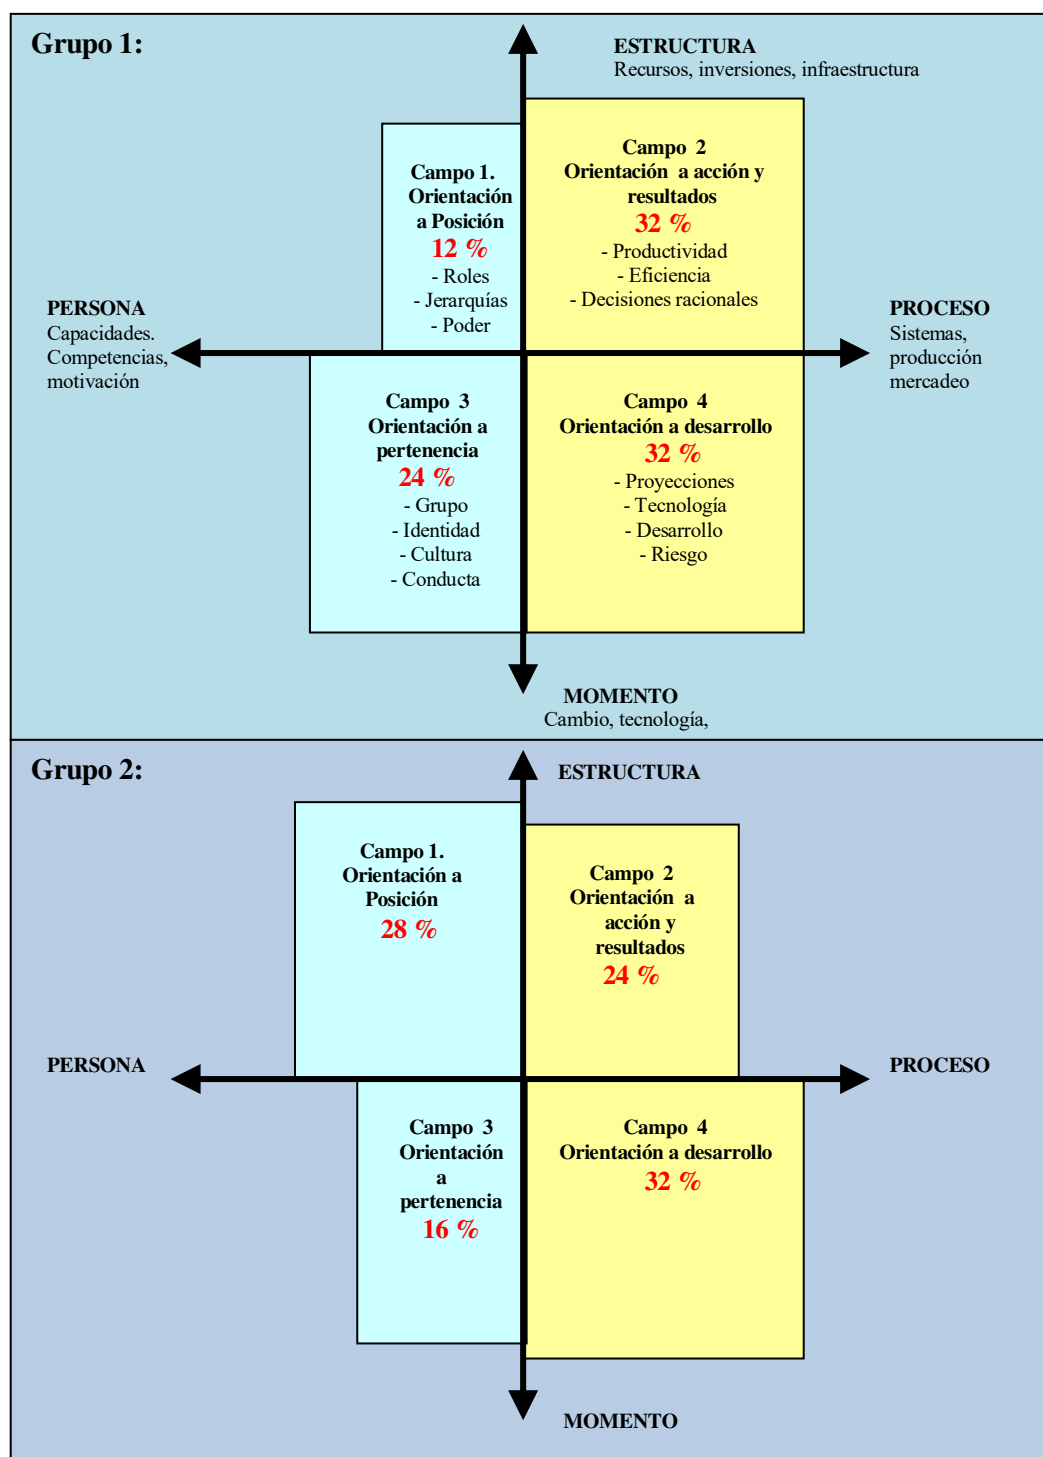 Grupo 1:
ESTRUCTURA
Recursos, inversiones, infraestructura
Campo 1.
Orientación
a Posición
12 %
- Roles
- Jerarquías
- Poder
Campo 2
Orientación a acción y
resultados
32 %
- Productividad
- Eficiencia
- Decisiones racionales
PERSONA
Capacidades.
Competencias,
motivación
PROCESO
Sistemas,
producción
mercadeo
Campo 3
Orientación a
pertenencia
24 %
- Grupo
- Identidad
- Cultura
- Conducta
Campo 4
Orientación a desarrollo
32 %
- Proyecciones
- Tecnología
- Desarrollo
- Riesgo
MOMENTO
Cambio, tecnología,
Grupo 2:
ESTRUCTURA
Campo 1.
Orientación a
Posición
28 %
Campo 2
Orientación a
acción y
resultados
24 %
PERSONA
PROCESO
Campo 3
Orientación
a
pertenencia
16 %
Campo 4
Orientación a desarrollo
32 %
MOMENTO